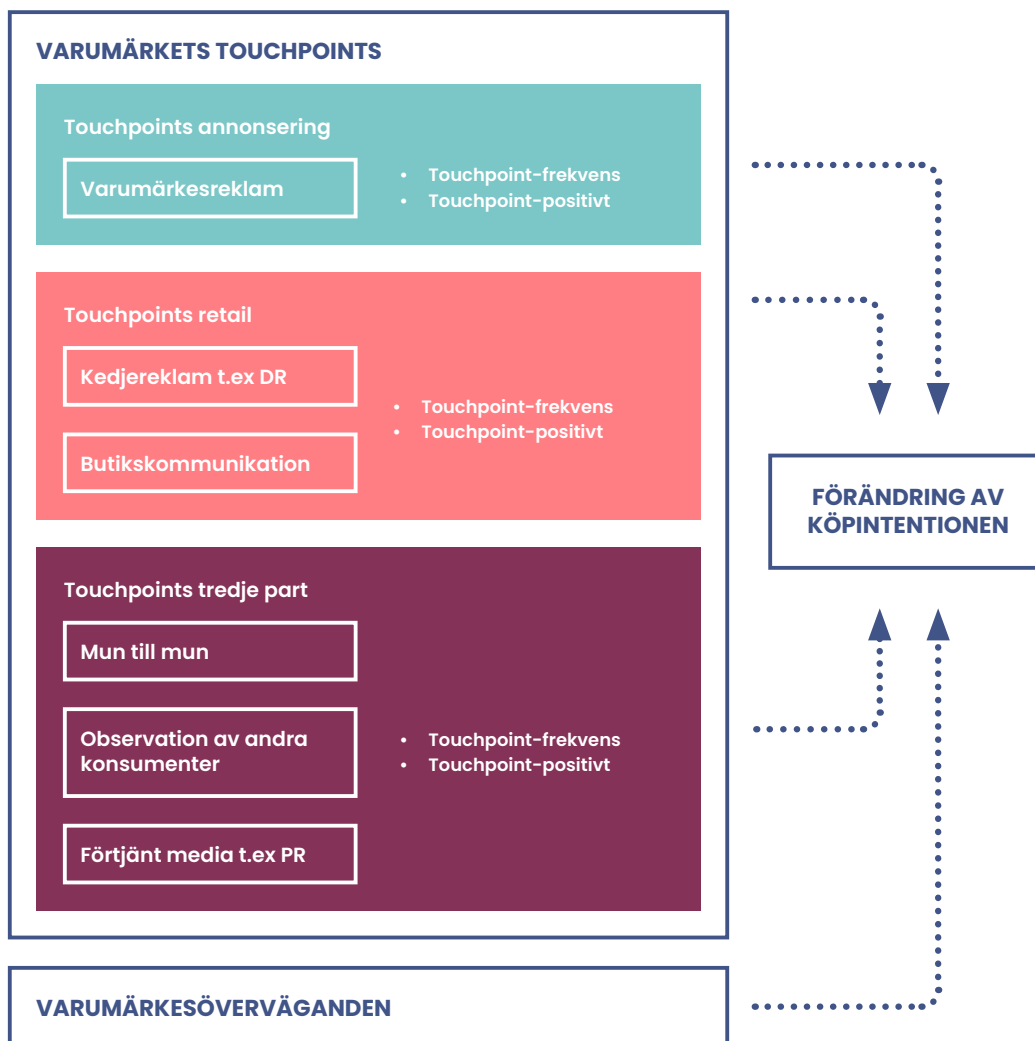 VARUMÄRKETS TOUCHPOINTS
Touchpoints annonsering
Varumärkesreklam
• Touchpoint-frekvens
• Touchpoint-positivt
Touchpoints retail
Kedjereklam t.ex DR
Butikskommunikation
• Touchpoint-frekvens
• Touchpoint-positivt
FÖRÄNDRING AV
KÖPINTENTIONEN
Touchpoints tredje part
Mun till mun
Observation av andra
konsumenter
Förtjänt media t.ex PR
• Touchpoint-frekvens
• Touchpoint-positivt
VARUMÄRKESÖVERVÄGANDEN